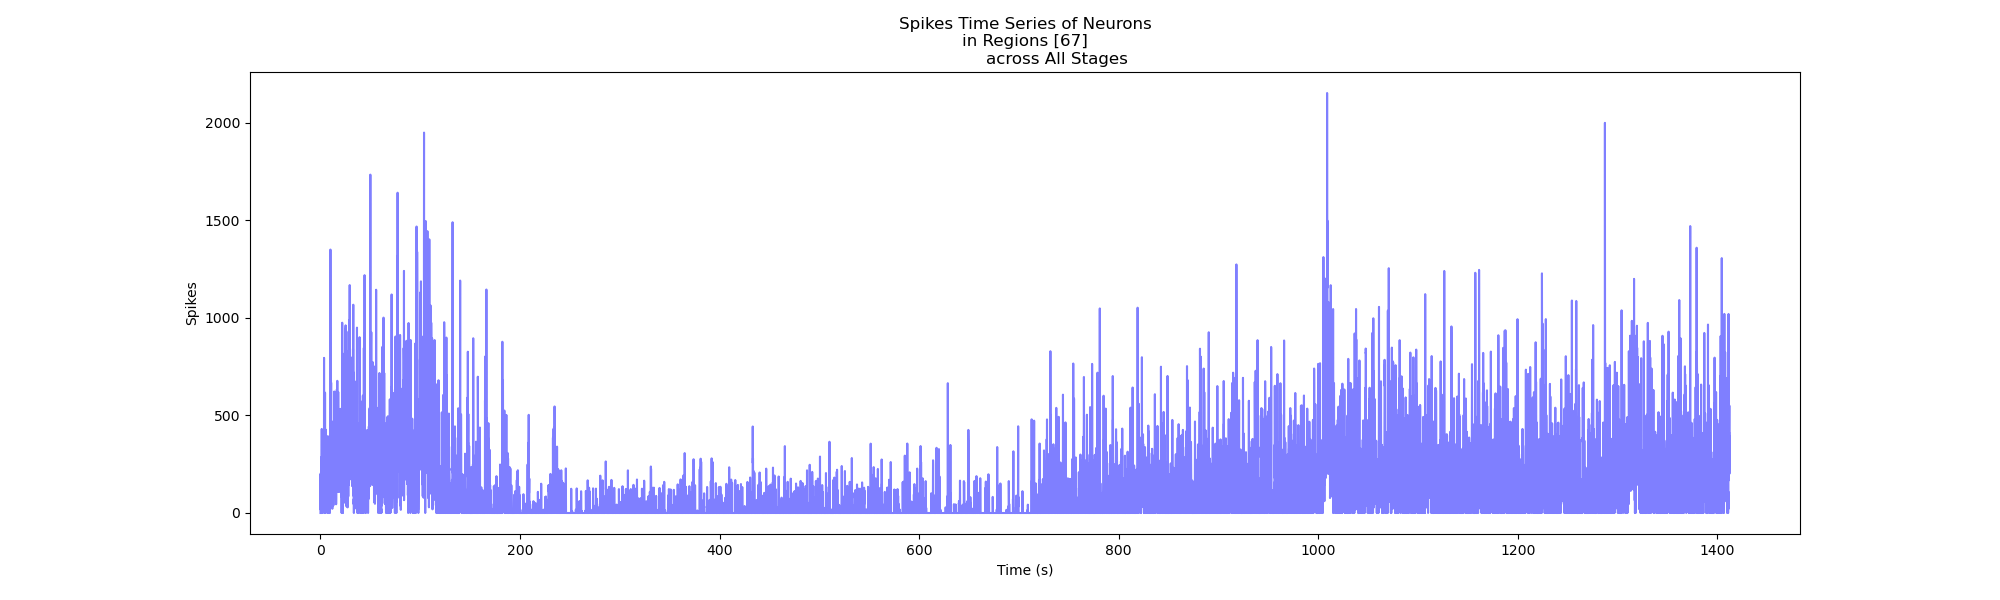 Spikes Time Series of Neurons
in Regions [67]
across All Stages
Spikes
2000
1500
1000
500
0
0 200 400 600 800 1000 1200 1400
Time (s)